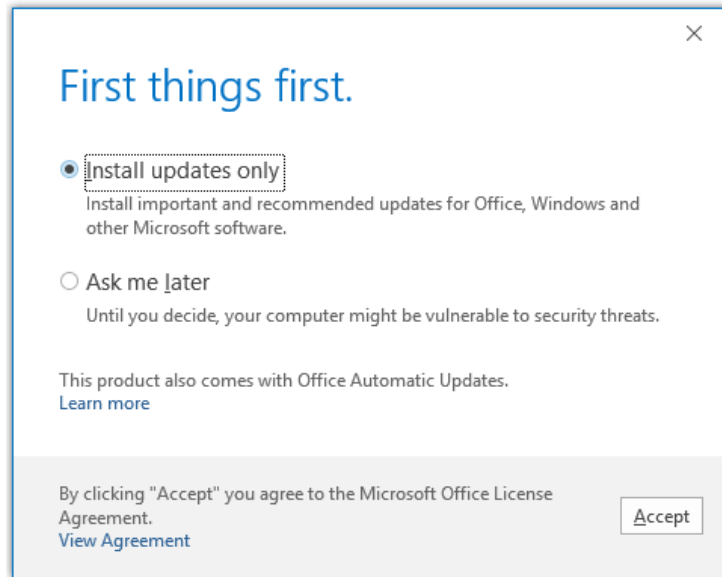 First things first.
Install updates only
Install important and recommended updates for Office, Windows and
other Microsoft software.
Ask me later
Until you decide, your computer might be vulnerable to security threats.
This product also comes with Office Automatic Updates.
Learn more
By clicking "Accept" you agree to the Microsoft Office License
Agreement.
View Agreement
Accept